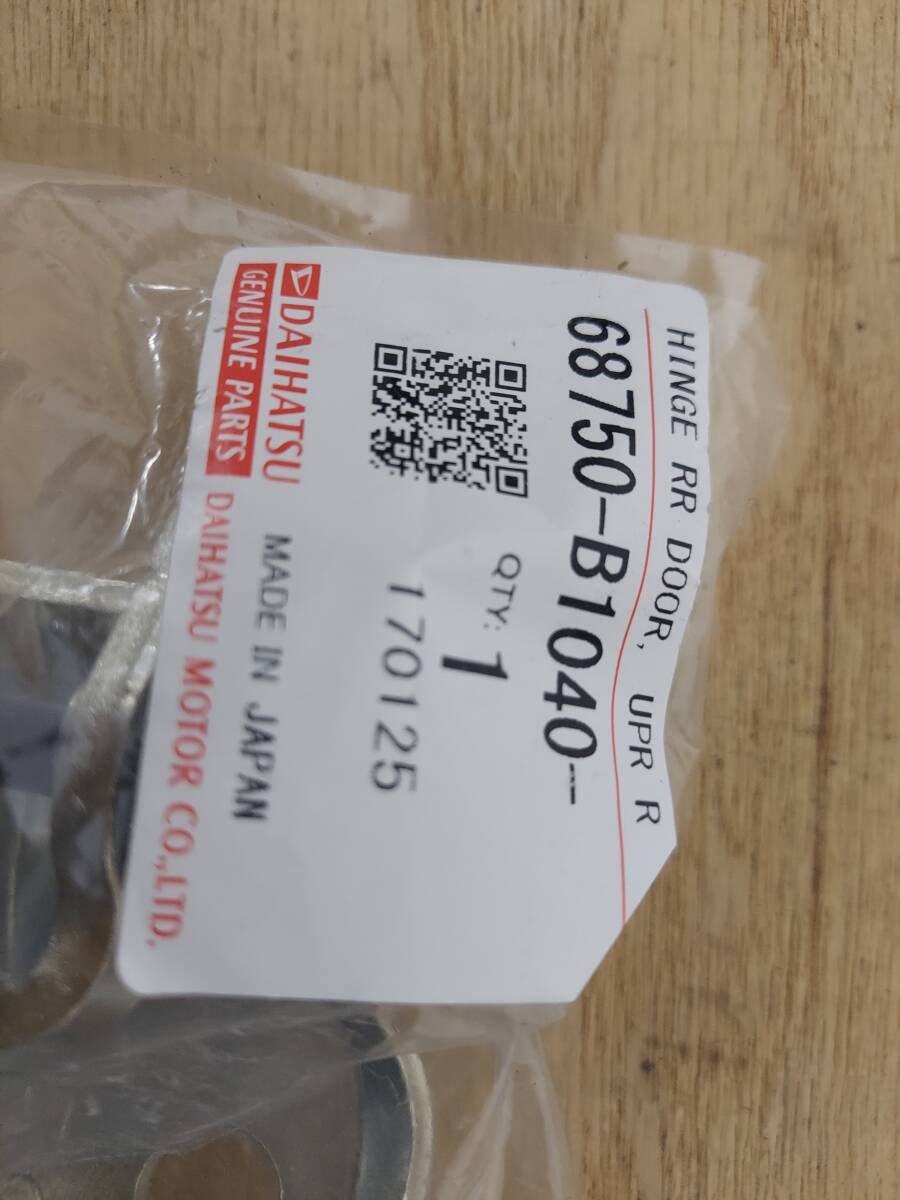 HINGE RR DOOR, UPR R
68750-B1040--
QTY: 1
170125
DAIHATSU
MADE IN JAPAN
GENUINE PARTS
DAIHATSU MOTOR CO.,LTD.